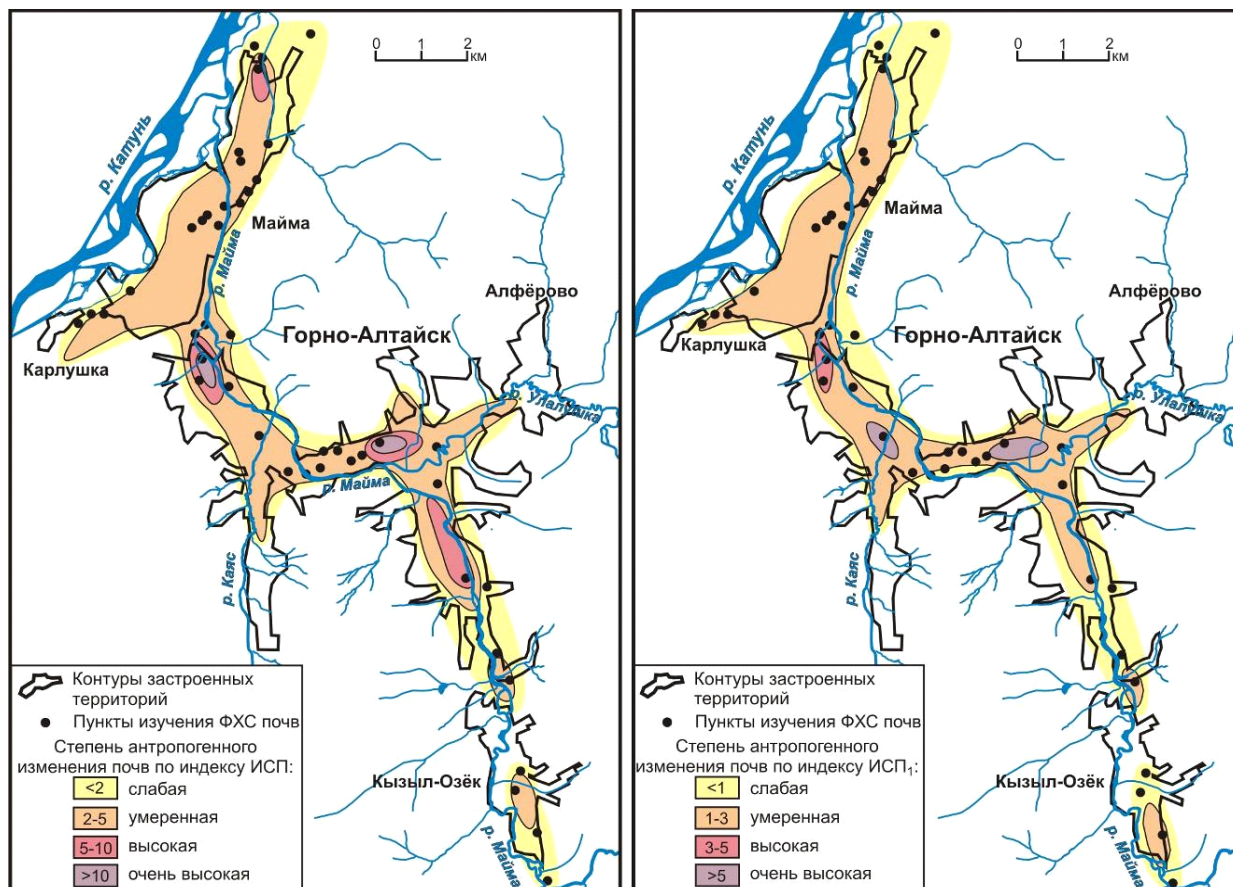 0 1 2
км
р. Катунь
Майма
р. Майма
Алфёрово
Горно-Алтайск
Карлушка
р. Улалушка
р. Майма
р. Каяс
Контуры застроенных
территорий
Пункты изучения ФХС почв
Степень антропогенного
изменения почв по индексу ИСП:
<2 слабая
2-5 умеренная
5-10 высокая
>10 очень высокая
Кызыл-Озёк
р. Майма
0 1 2
км
р. Катунь
Майма
р. Майма
Алфёрово
Горно-Алтайск
Карлушка
р. Улалушка
р. Майма
р. Каяс
Контуры застроенных
территорий
Пункты изучения ФХС почв
Степень антропогенного
изменения почв по индексу ИСП₁:
<1 слабая
1-3 умеренная
3-5 высокая
>5 очень высокая
Кызыл-Озёк
р. Майма